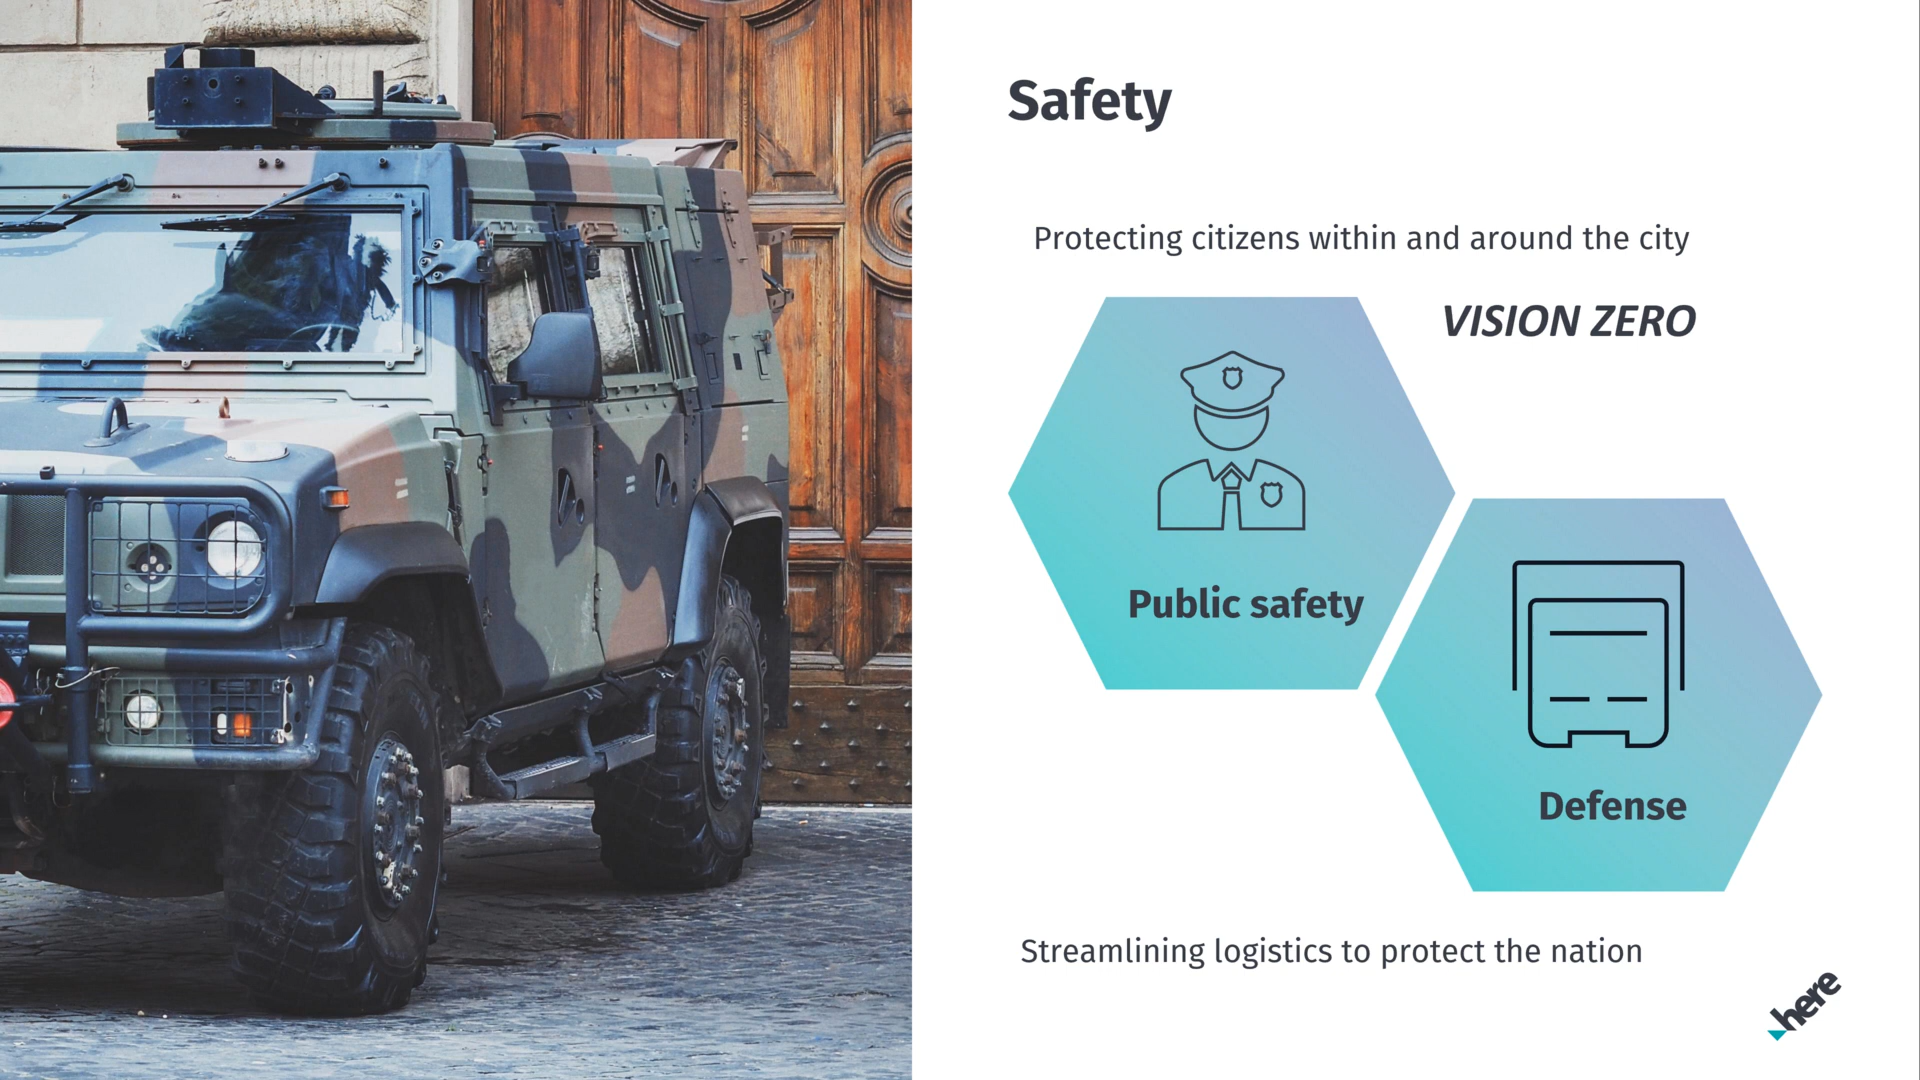 Safety
Protecting citizens within and around the city
VISION ZERO
Public safety
Defense
Streamlining logistics to protect the nation
here